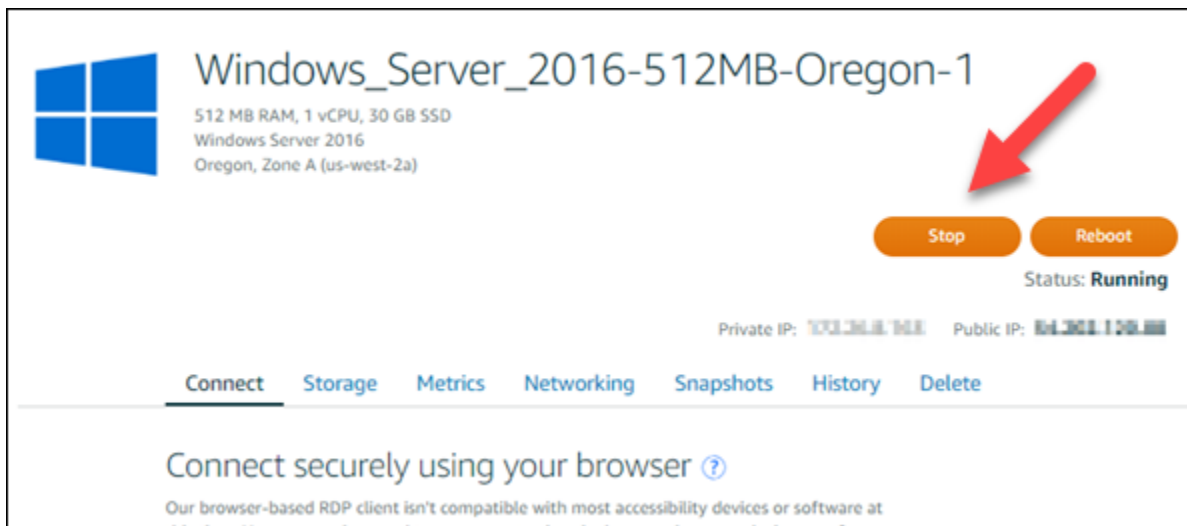 Windows_Server_2016-512MB-Oregon-1
512 MB RAM, 1 vCPU, 30 GB SSD
Windows Server 2016
Oregon, Zone A (us-west-2a)
Stop Reboot
Status: Running
Private IP: Public IP:
Connect Storage Metrics Networking Snapshots History Delete
Connect securely using your browser ?
Our browser-based RDP client isn't compatible with most accessibility devices or software at